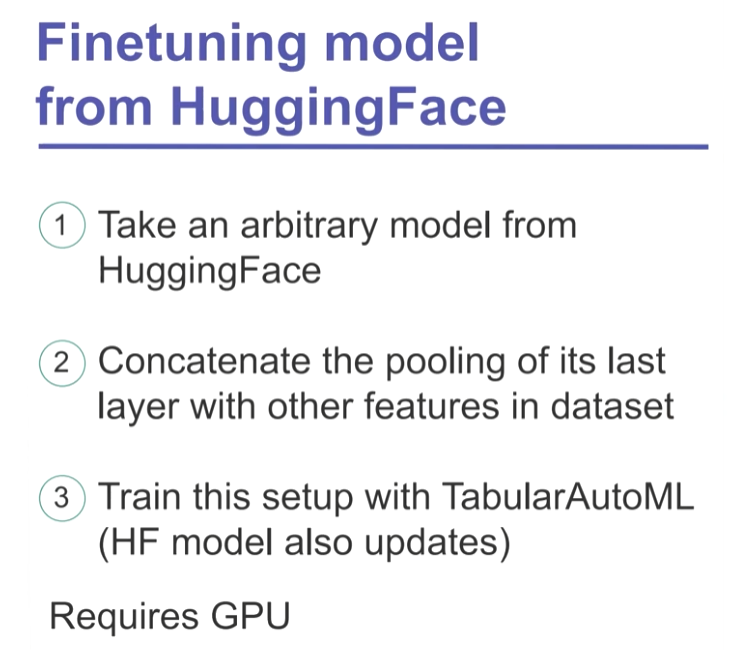 Finetuning model
from HuggingFace
1 Take an arbitrary model from
HuggingFace
2 Concatenate the pooling of its last
layer with other features in dataset
3 Train this setup with TabularAutoML
(HF model also updates)
Requires GPU